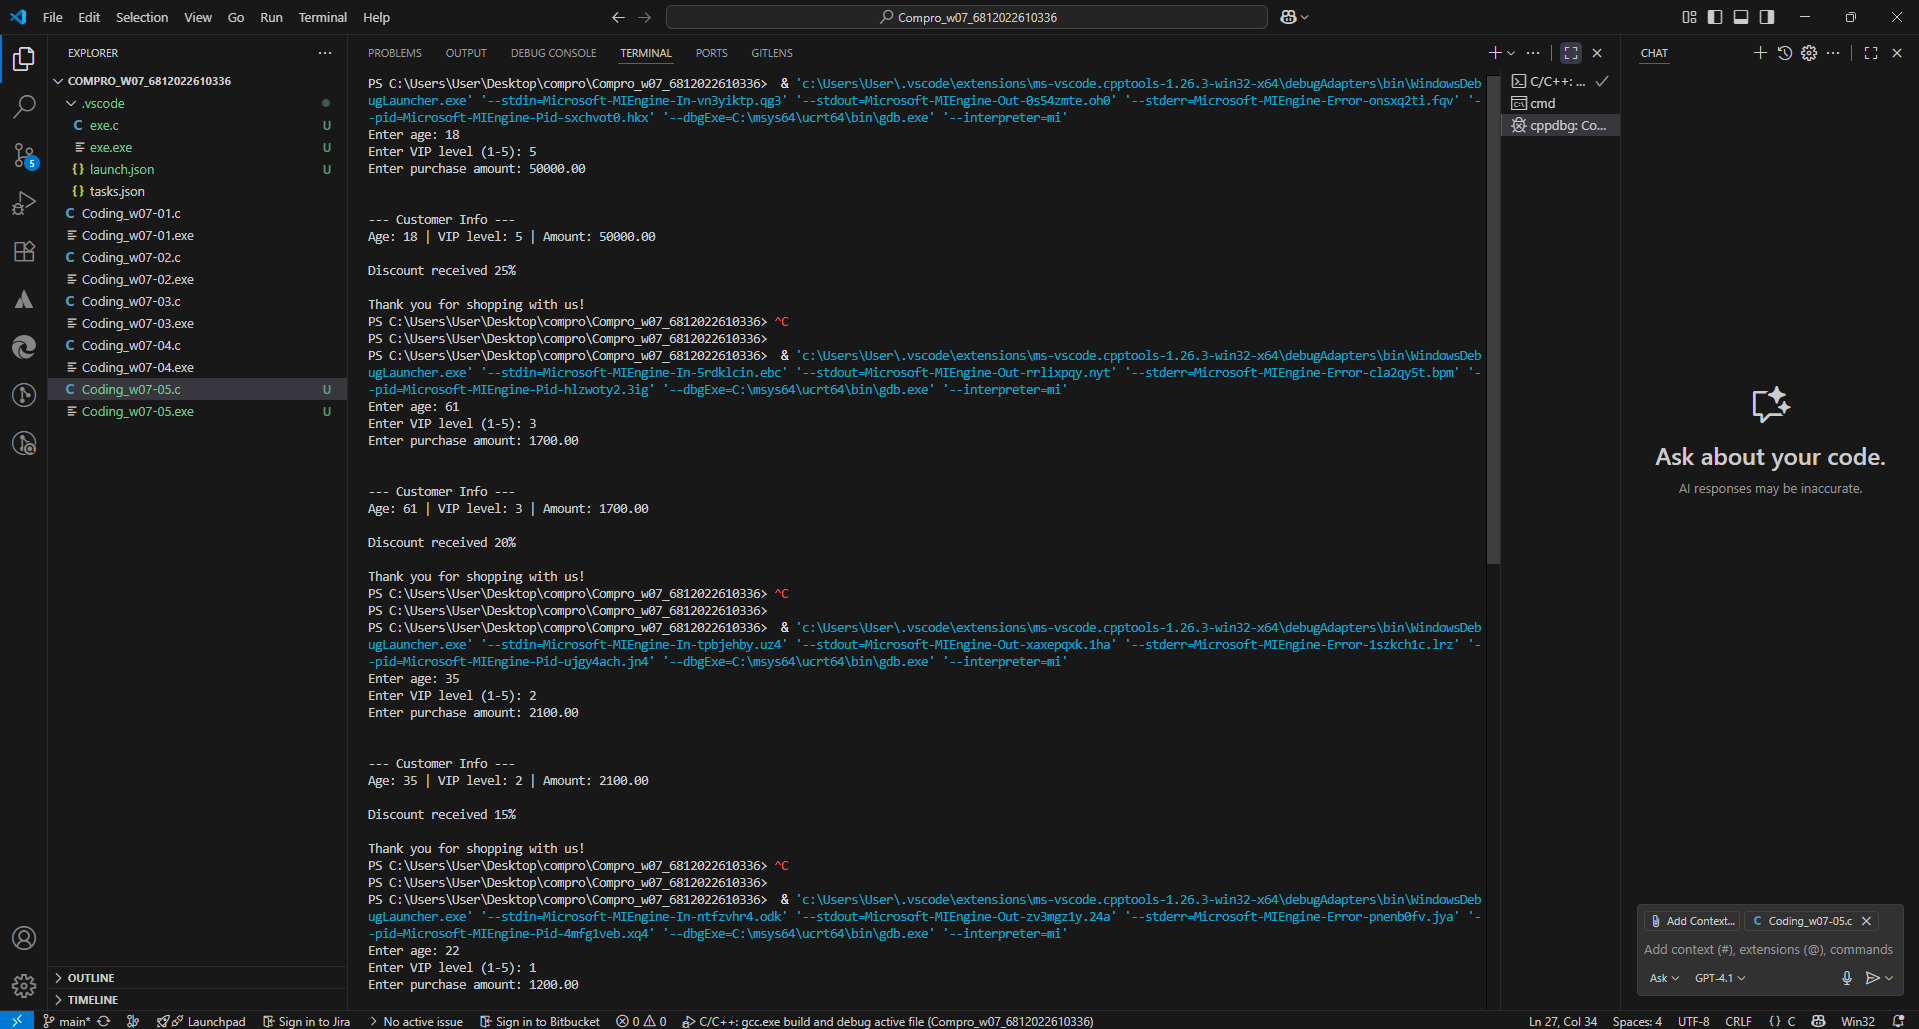 File Edit Selection View Go Run Terminal Help
Compro_w07_6812022610336
EXPLORER
COMPRO_W07_6812022610336
.vscode
exe.c U
exe.exe U
launch.json U
tasks.json
Coding_w07-01.c
Coding_w07-01.exe
Coding_w07-02.c
Coding_w07-02.exe
Coding_w07-03.c
Coding_w07-03.exe
Coding_w07-04.c
Coding_w07-04.exe
Coding_w07-05.c U
Coding_w07-05.exe U
5
OUTLINE
TIMELINE
PROBLEMS OUTPUT DEBUG CONSOLE TERMINAL PORTS GITLENS
PS C:\Users\User\Desktop\compro\Compro_w07_6812022610336>  & 'c:\Users\User\.vscode\extensions\ms-vscode.cpptools-1.26.3-win32-x64\debugAdapters\bin\WindowsDeb
ugLauncher.exe' '--stdin=Microsoft-MIEngine-In-vn3yiktp.qg3' '--stdout=Microsoft-MIEngine-Out-0s54zmte.oh0' '--stderr=Microsoft-MIEngine-Error-onsxq2ti.fqv' '-
-pid=Microsoft-MIEngine-Pid-sxchvot0.hkx' '--dbgExe=C:\msys64\ucrt64\bin\gdb.exe' '--interpreter=mi'
Enter age: 18
Enter VIP level (1-5): 5
Enter purchase amount: 50000.00
--- Customer Info ---
Age: 18 | VIP level: 5 | Amount: 50000.00
Discount received 25%
Thank you for shopping with us!
PS C:\Users\User\Desktop\compro\Compro_w07_6812022610336> ^C
PS C:\Users\User\Desktop\compro\Compro_w07_6812022610336>
PS C:\Users\User\Desktop\compro\Compro_w07_6812022610336>  & 'c:\Users\User\.vscode\extensions\ms-vscode.cpptools-1.26.3-win32-x64\debugAdapters\bin\WindowsDeb
ugLauncher.exe' '--stdin=Microsoft-MIEngine-In-5rdklcin.ebc' '--stdout=Microsoft-MIEngine-Out-rrlixpqy.nyt' '--stderr=Microsoft-MIEngine-Error-cla2qy5t.bpm' '-
-pid=Microsoft-MIEngine-Pid-hlzwoty2.3ig' '--dbgExe=C:\msys64\ucrt64\bin\gdb.exe' '--interpreter=mi'
Enter age: 61
Enter VIP level (1-5): 3
Enter purchase amount: 1700.00
--- Customer Info ---
Age: 61 | VIP level: 3 | Amount: 1700.00
Discount received 20%
Thank you for shopping with us!
PS C:\Users\User\Desktop\compro\Compro_w07_6812022610336> ^C
PS C:\Users\User\Desktop\compro\Compro_w07_6812022610336>
PS C:\Users\User\Desktop\compro\Compro_w07_6812022610336>  & 'c:\Users\User\.vscode\extensions\ms-vscode.cpptools-1.26.3-win32-x64\debugAdapters\bin\WindowsDeb
ugLauncher.exe' '--stdin=Microsoft-MIEngine-In-tpbjehby.uz4' '--stdout=Microsoft-MIEngine-Out-xaxepqxk.1ha' '--stderr=Microsoft-MIEngine-Error-1szkch1c.lrz' '-
-pid=Microsoft-MIEngine-Pid-ujgy4ach.jn4' '--dbgExe=C:\msys64\ucrt64\bin\gdb.exe' '--interpreter=mi'
Enter age: 35
Enter VIP level (1-5): 2
Enter purchase amount: 2100.00
--- Customer Info ---
Age: 35 | VIP level: 2 | Amount: 2100.00
Discount received 15%
Thank you for shopping with us!
PS C:\Users\User\Desktop\compro\Compro_w07_6812022610336> ^C
PS C:\Users\User\Desktop\compro\Compro_w07_6812022610336>
PS C:\Users\User\Desktop\compro\Compro_w07_6812022610336>  & 'c:\Users\User\.vscode\extensions\ms-vscode.cpptools-1.26.3-win32-x64\debugAdapters\bin\WindowsDeb
ugLauncher.exe' '--stdin=Microsoft-MIEngine-In-ntfzvhr4.odk' '--stdout=Microsoft-MIEngine-Out-zv3mgz1y.24a' '--stderr=Microsoft-MIEngine-Error-pnenb0fv.jya' '-
-pid=Microsoft-MIEngine-Pid-4mfg1veb.xq4' '--dbgExe=C:\msys64\ucrt64\bin\gdb.exe' '--interpreter=mi'
Enter age: 22
Enter VIP level (1-5): 1
Enter purchase amount: 1200.00
C/C++: ...
cmd
cppdbg: Co...
CHAT
Ask about your code.
AI responses may be inaccurate.
Add Context... C Coding_w07-05.c
Add context (#), extensions (@), commands
Ask GPT-4.1
main* Launchpad Sign in to Jira No active issue Sign in to Bitbucket 0 0 C/C++: gcc.exe build and debug active file (Compro_w07_6812022610336) Ln 27, Col 34 Spaces: 4 UTF-8 CRLF {} C Win32